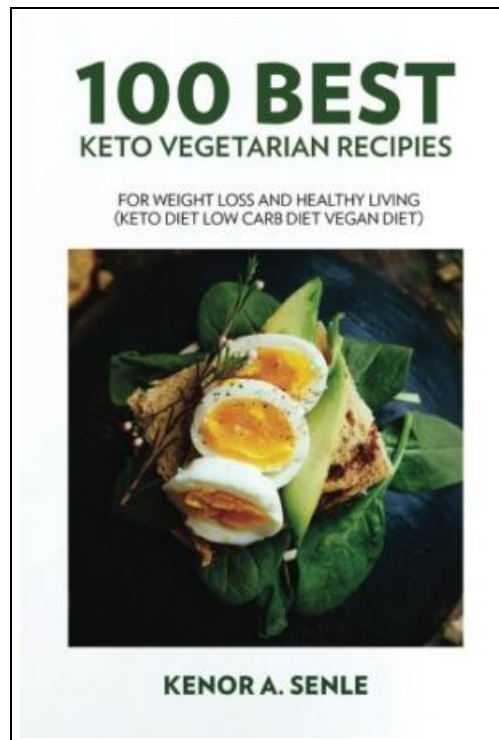 100 BEST
KETO VEGETARIAN RECIPIES
FOR WEIGHT LOSS AND HEALTHY LIVING
(KETO DIET LOW CARB DIET VEGAN DIET)
KENOR A. SENLE